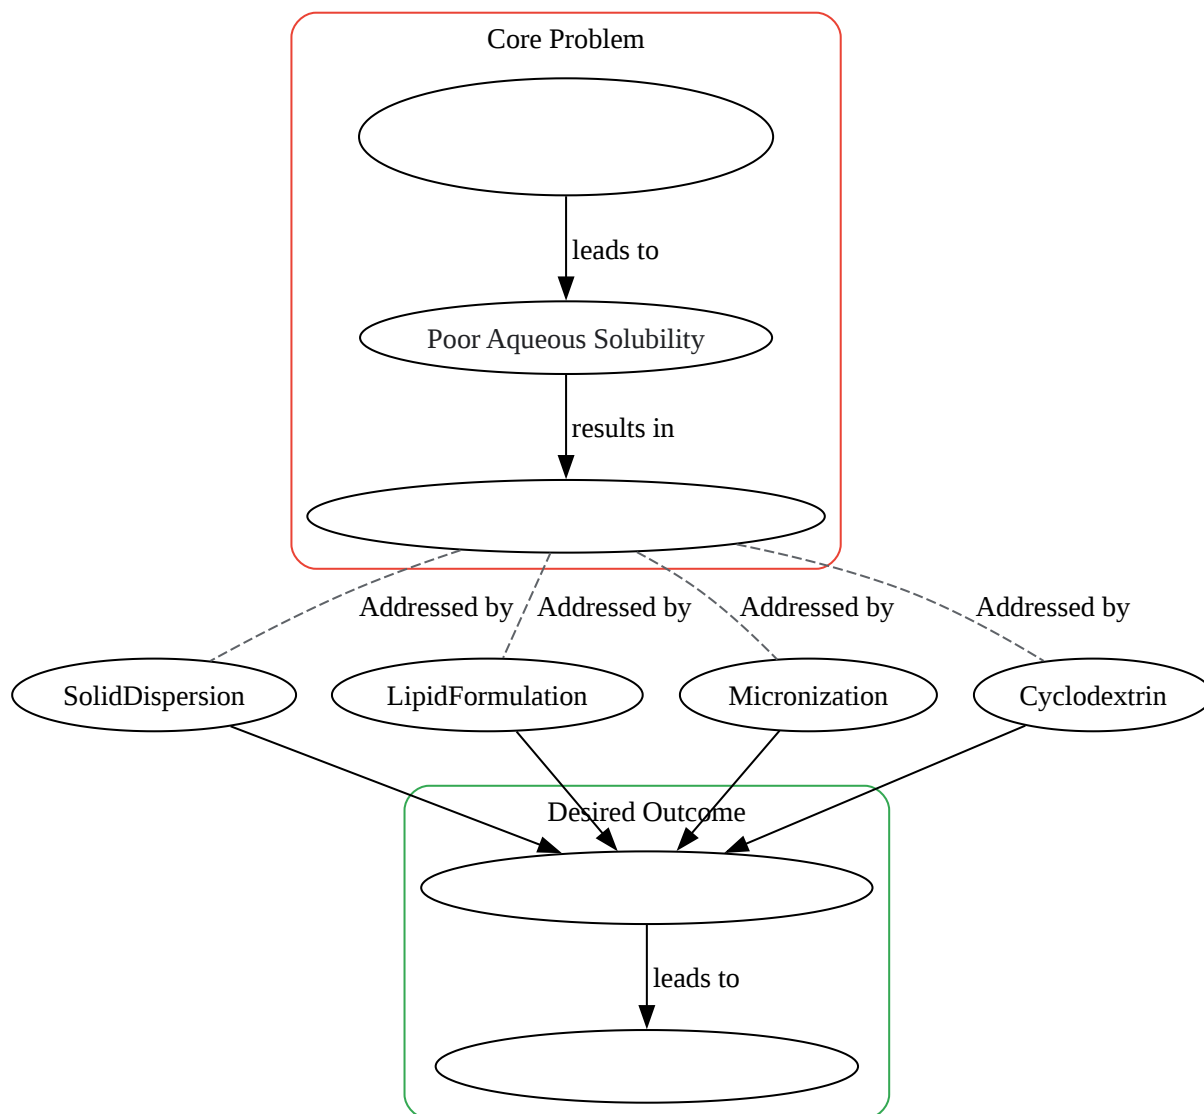 Core Problem
leads to
Poor Aqueous Solubility
results in
Addressed by
Addressed by
Addressed by
Addressed by
SolidDispersion
LipidFormulation
Micronization
Cyclodextrin
Desired Outcome
leads to